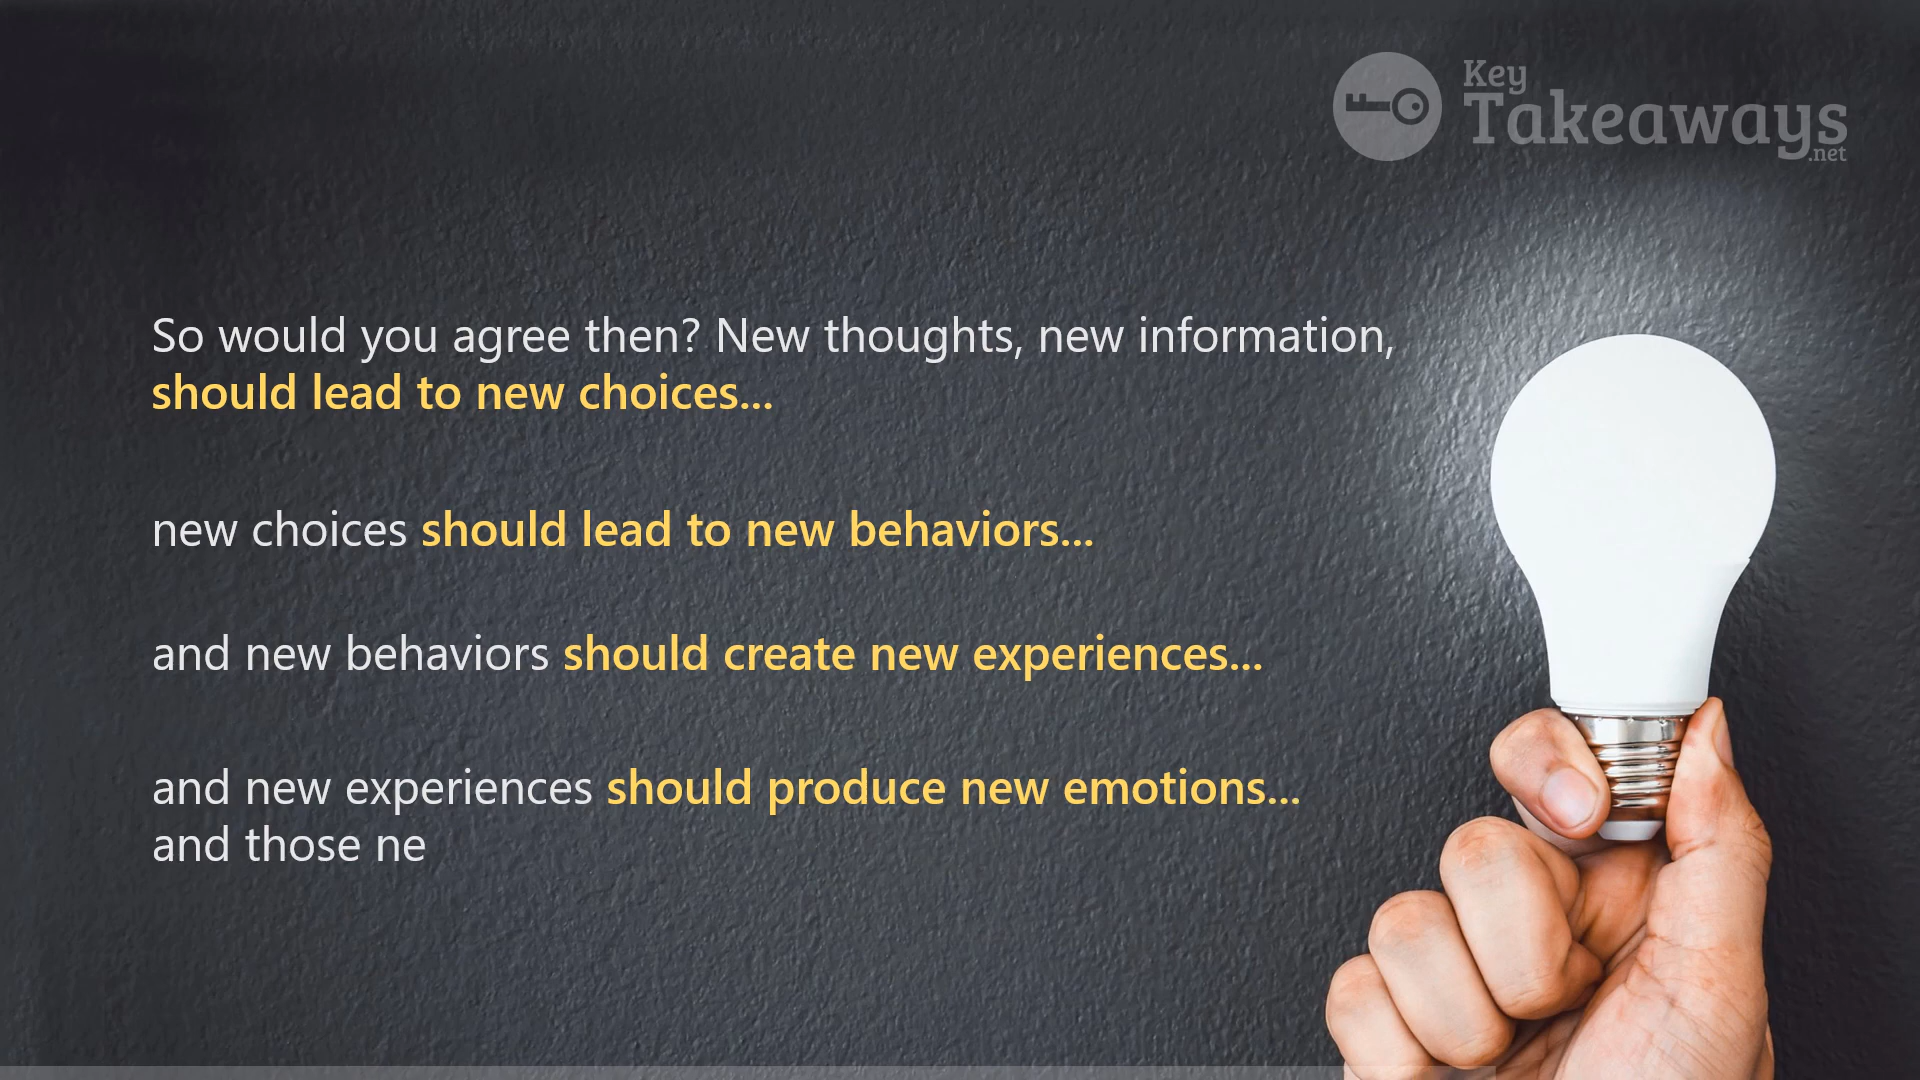 Key
Takeaways
.net
So would you agree then? New thoughts, new information,
should lead to new choices...
new choices should lead to new behaviors...
and new behaviors should create new experiences...
and new experiences should produce new emotions...
and those ne